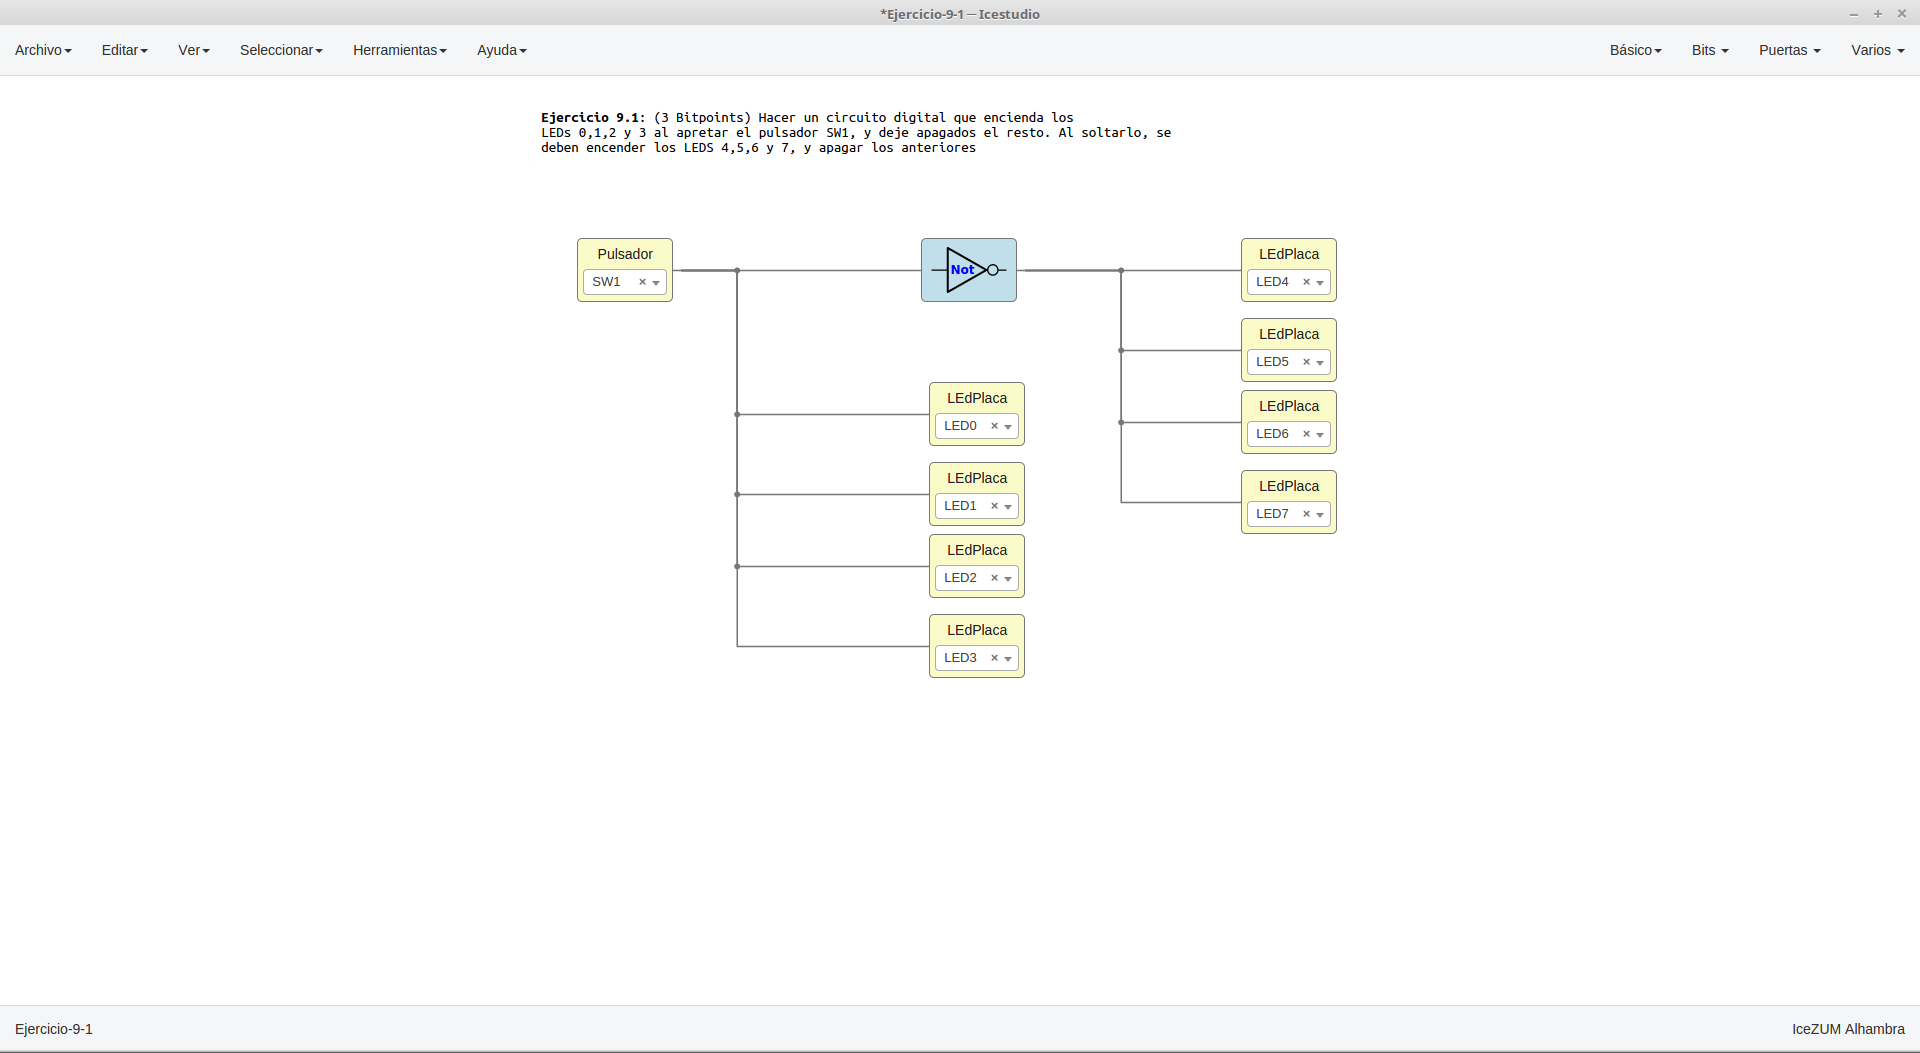 *Ejercicio-9-1 — Icestudio
Archivo Editar Ver Seleccionar Herramientas Ayuda Básico Bits Puertas Varios
Ejercicio 9.1: (3 Bitpoints) Hacer un circuito digital que encienda los
LEDs 0,1,2 y 3 al apretar el pulsador SW1, y deje apagados el resto. Al soltarlo, se
deben encender los LEDS 4,5,6 y 7, y apagar los anteriores
Pulsador
SW1
Not
LEdPlaca
LED4
LEdPlaca
LED5
LEdPlaca
LED6
LEdPlaca
LED7
LEdPlaca
LED0
LEdPlaca
LED1
LEdPlaca
LED2
LEdPlaca
LED3
Ejercicio-9-1
IceZUM Alhambra